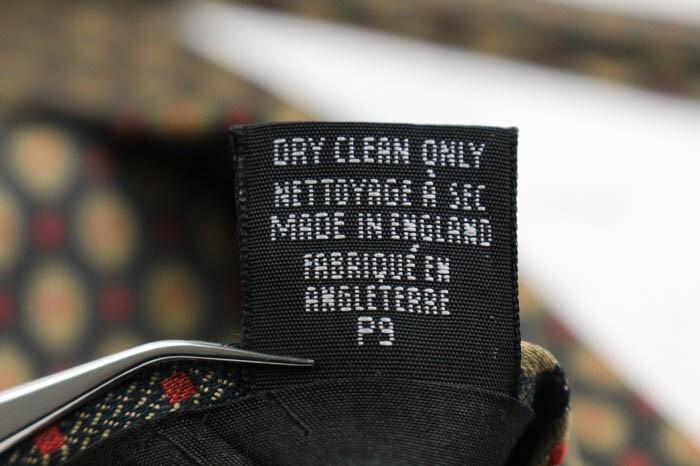 DRY CLEAN ONLY
NETTOYAGE À SEC
MADE IN ENGLAND
FABRIQUÉ EN
ANGLETERRE
P9